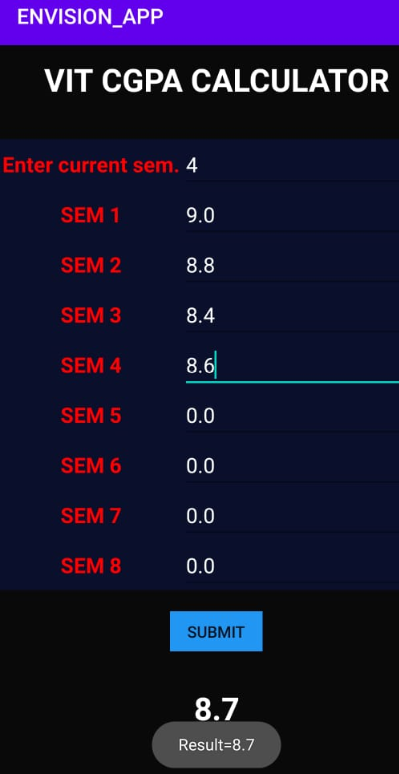 ENVISION_APP
VIT CGPA CALCULATOR
Enter current sem. 4
SEM 1 9.0
SEM 2 8.8
SEM 3 8.4
SEM 4 8.6
SEM 5 0.0
SEM 6 0.0
SEM 7 0.0
SEM 8 0.0
SUBMIT
8.7
Result=8.7